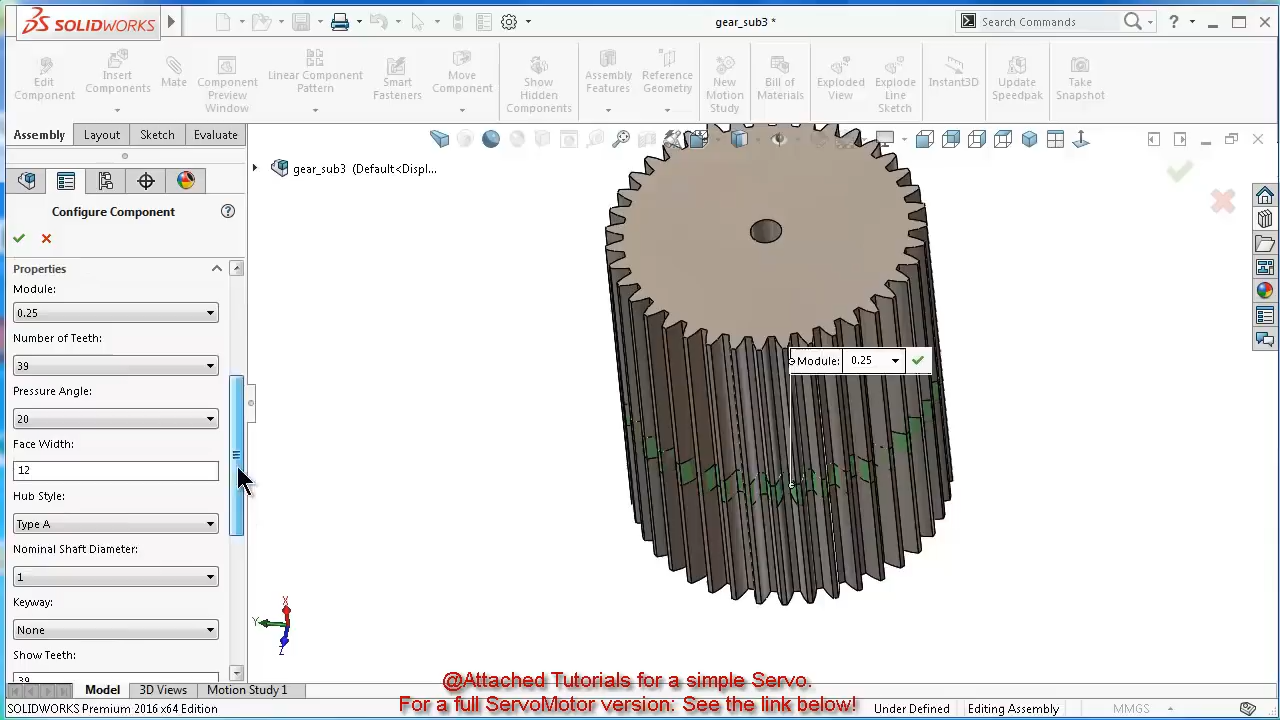 SOLIDWORKS
gear_sub3 *
Search Commands
?
Edit
Component
Insert
Components
Mate
Component
Preview
Window
Linear Component
Pattern
Smart
Fasteners
Move
Component
Show
Hidden
Components
Assembly
Features
Reference
Geometry
New
Motion
Study
Bill of
Materials
Exploded
View
Explode
Line
Sketch
Instant3D
Update
Speedpak
Take
Snapshot
Assembly
Layout
Sketch
Evaluate
gear_sub3 (Default<Displ...
Configure Component
?
Properties
Module:
0.25
Number of Teeth:
39
Pressure Angle:
20
Face Width:
12
Hub Style:
Type A
Nominal Shaft Diameter:
1
Keyway:
None
Show Teeth:
39
Module:
0.25
X
Y
Z
@Attached Tutorials for a simple Servo.
For a full ServoMotor version: See the link below!
Model
3D Views
Motion Study 1
SOLIDWORKS Premium 2016 x64 Edition
Under Defined
Editing Assembly
MMGS